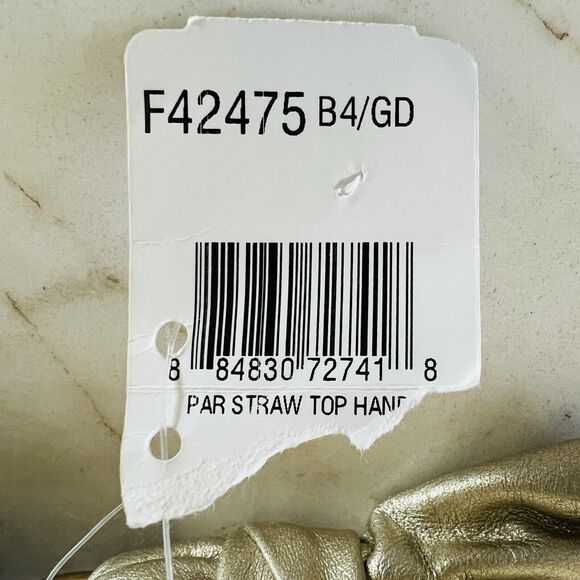 F42475 B4/GD
8 84830 72741 8
PAR STRAW TOP HAND